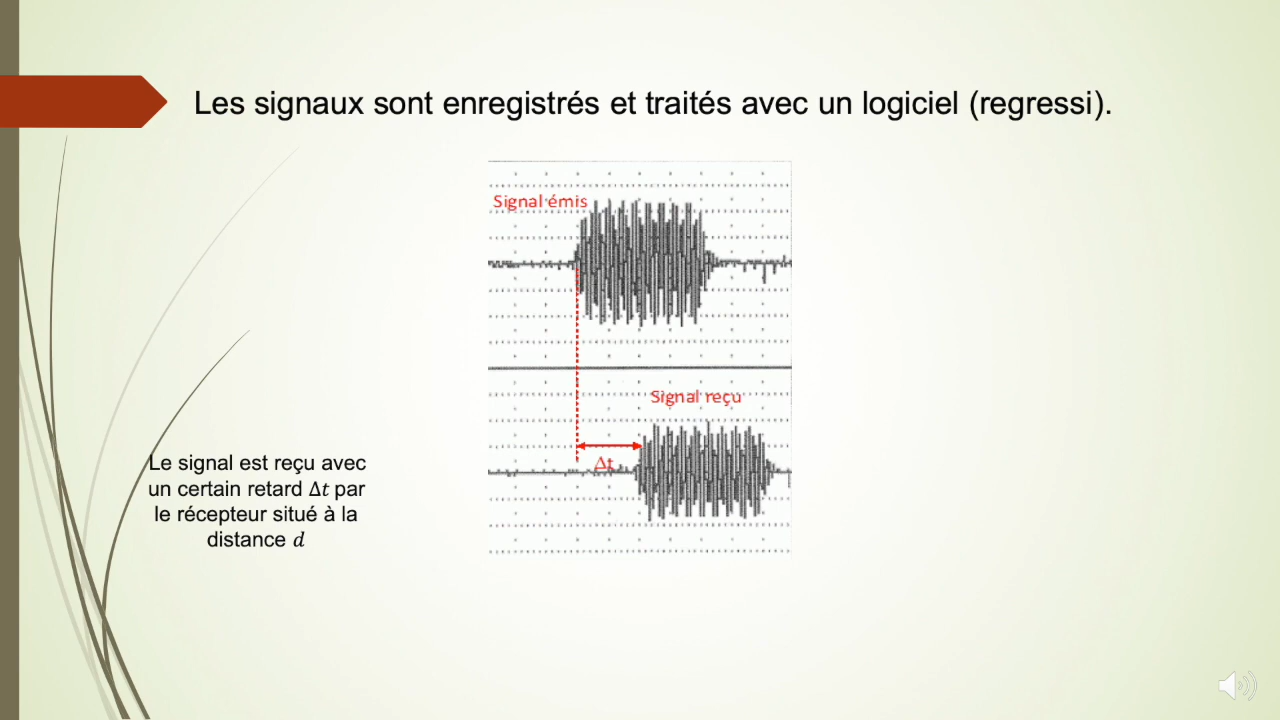 Les signaux sont enregistrés et traités avec un logiciel (regressi).
Signal émis
Signal reçu
Δt
Le signal est reçu avec
un certain retard Δt par
le récepteur situé à la
distance d